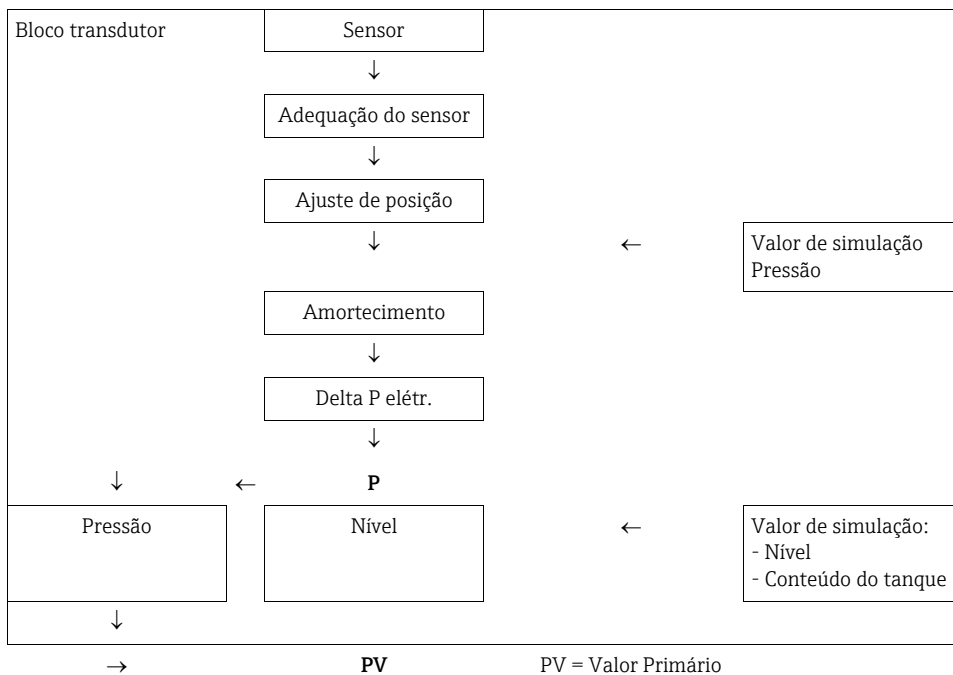 Bloco transdutor
Sensor
↓
Adequação do sensor
↓
Ajuste de posição
↓ ← Valor de simulação
Pressão
Amortecimento
↓
Delta P elétr.
↓
↓ ← P
Pressão
Nível
← Valor de simulação:
- Nível
- Conteúdo do tanque
↓
→ PV PV = Valor Primário